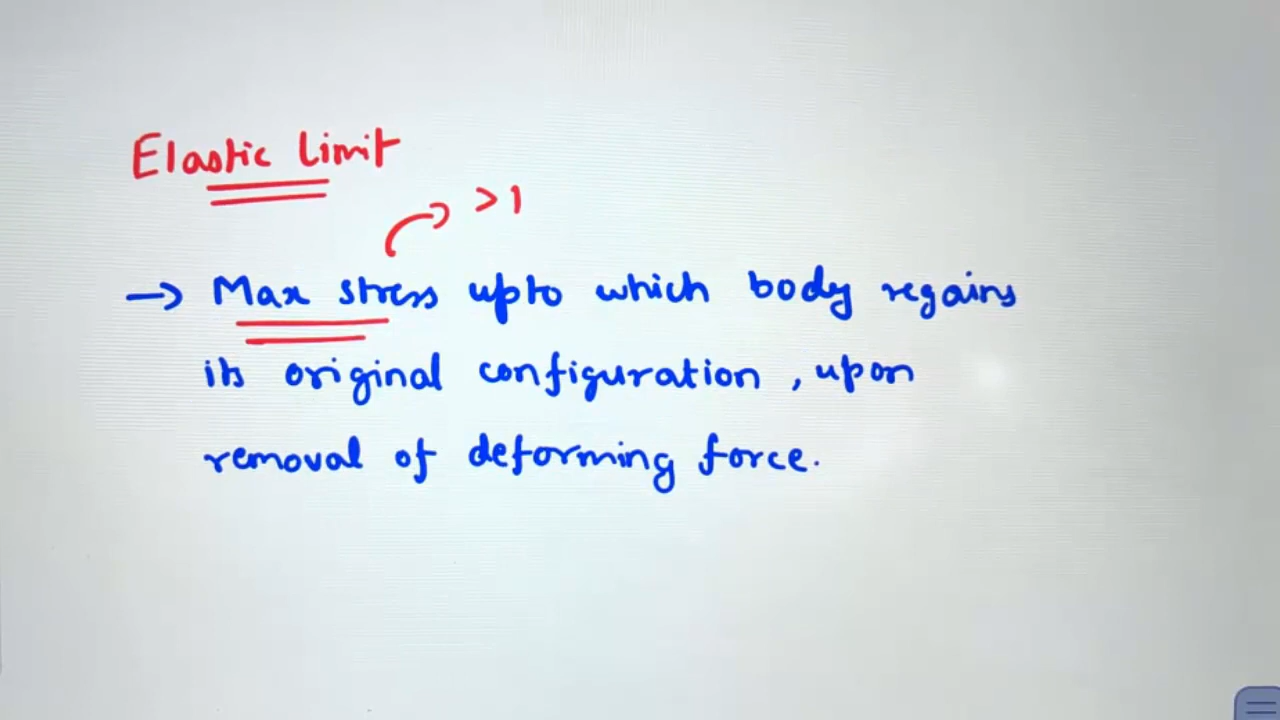 Elastic Limit
> 1
→ Max stress upto which body regains
its original configuration, upon
removal of deforming force.